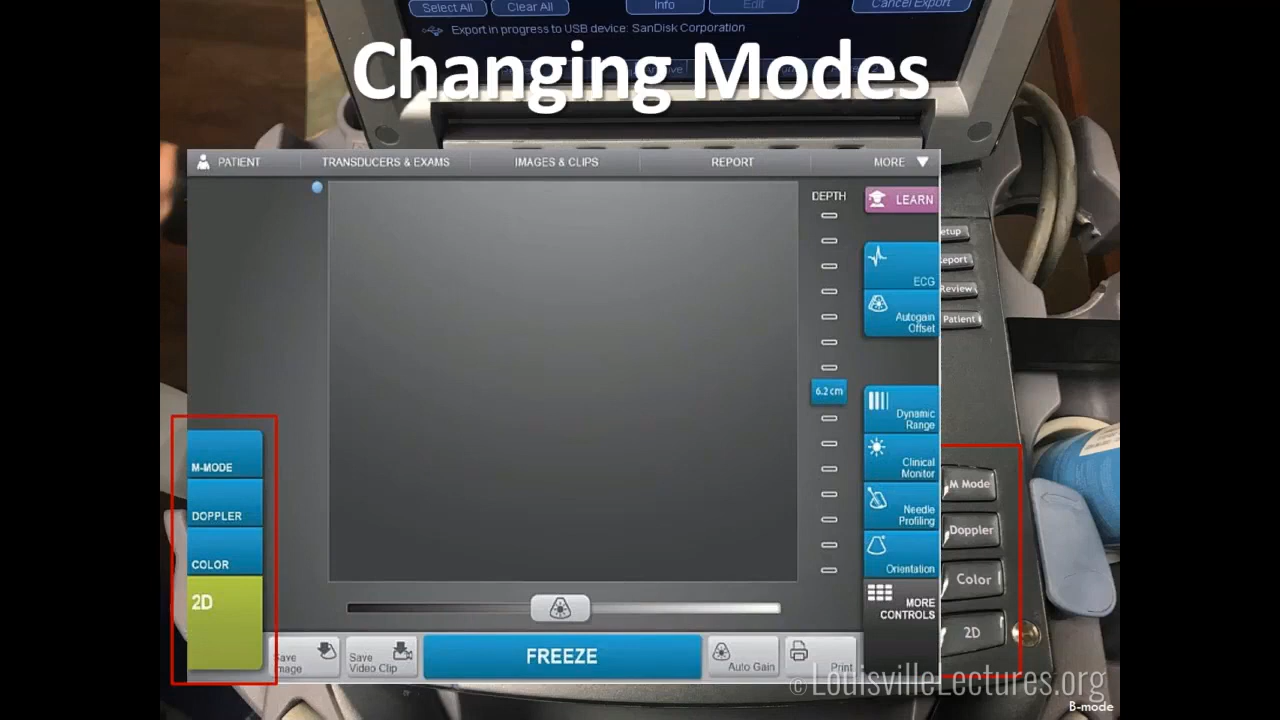 Select All
Clear All
Info
Edit
Cancel Export
Export in progress to USB device: SanDisk Corporation
Changing Modes
PATIENT
TRANSDUCERS & EXAMS
IMAGES & CLIPS
REPORT
MORE
DEPTH
LEARN
ECG
Autogain
Offset
6.2 cm
Dynamic
Range
Clinical
Monitor
Needle
Profiling
Orientation
MORE
CONTROLS
M-MODE
DOPPLER
COLOR
2D
Save
Image
Save
Video Clip
FREEZE
Auto Gain
Print
etup
eport
Review
Patient
M Mode
Doppler
Color
2D
© LouisvilleLectures.org
B-mode